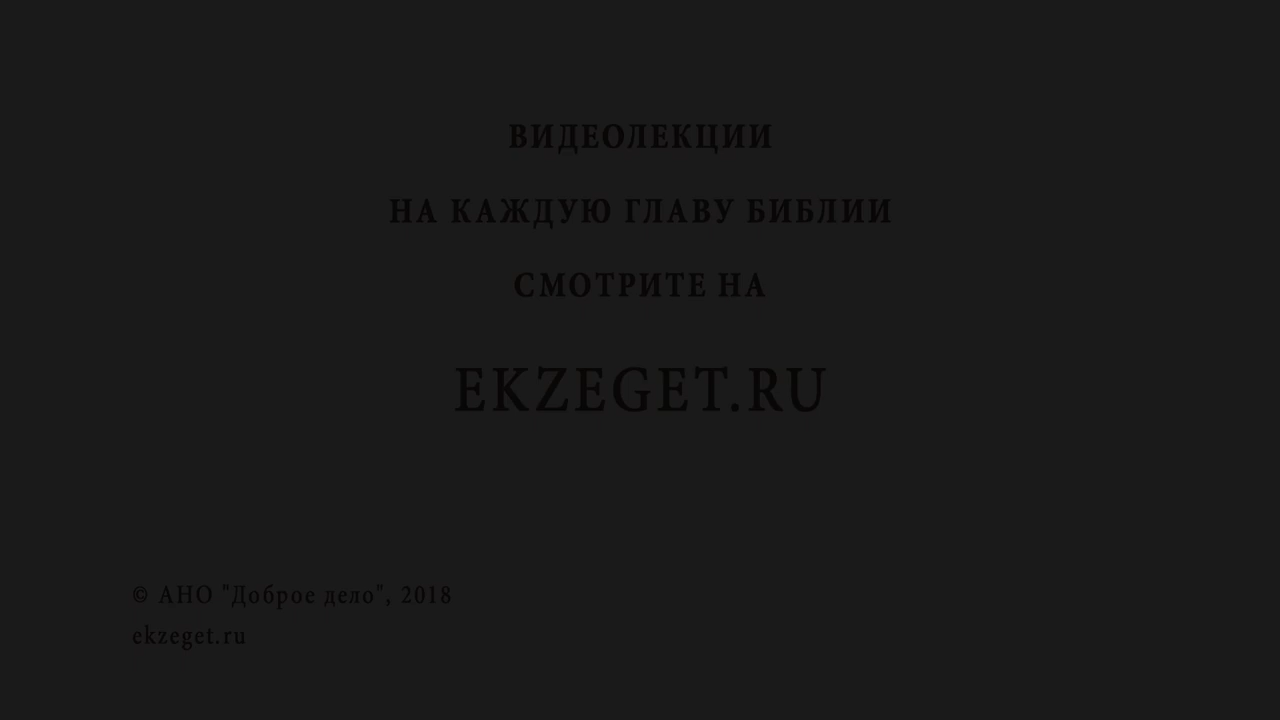 ВИДЕОЛЕКЦИИ
НА КАЖДУЮ ГЛАВУ БИБЛИИ
СМОТРИТЕ НА
EKZEGET.RU
© АНО "Доброе дело", 2018
ekzeget.ru